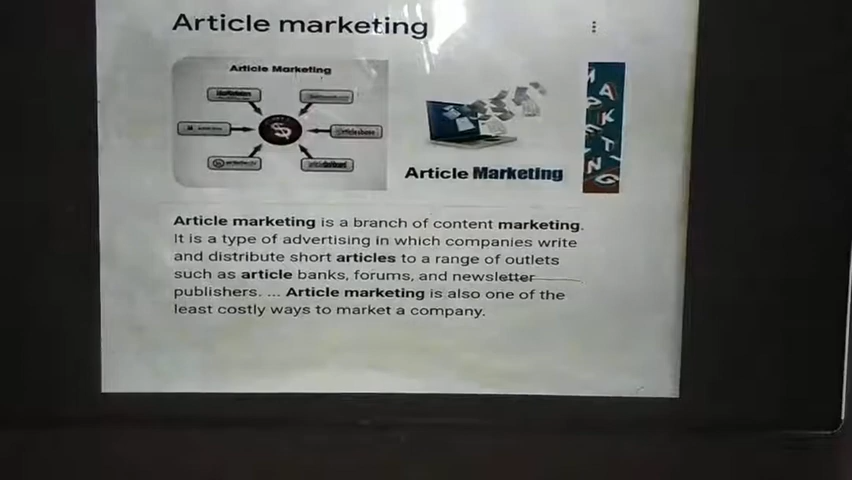 Article marketing
Article Marketing
Articlesbase
Article Marketing
MARKETING
Article marketing is a branch of content marketing.
It is a type of advertising in which companies write
and distribute short articles to a range of outlets
such as article banks, forums, and newsletter
publishers. ... Article marketing is also one of the
least costly ways to market a company.